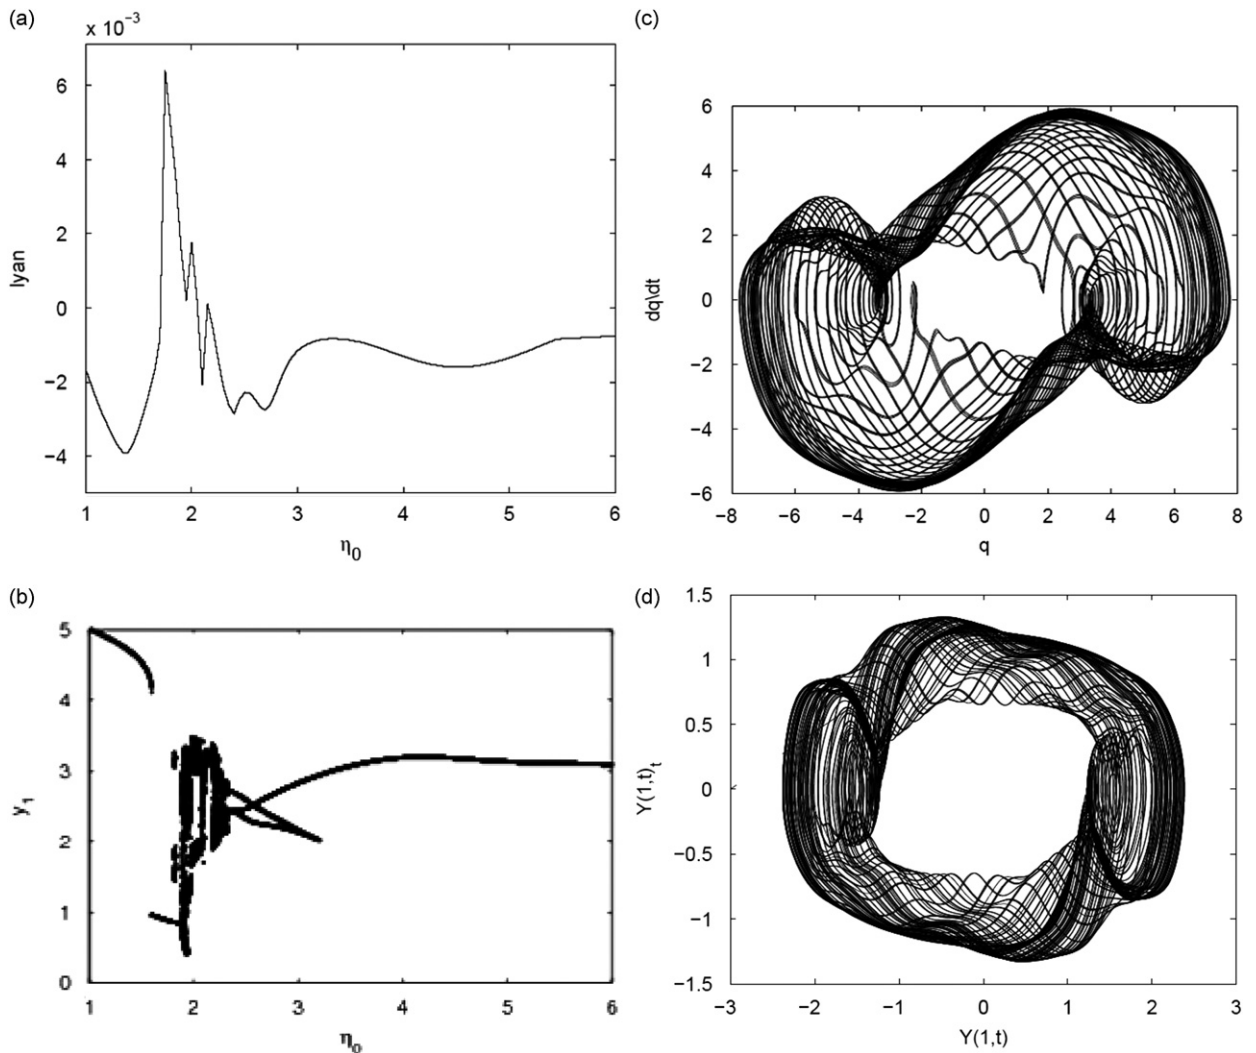 (a)
x 10⁻³
6
4
2
0
−2
−4
lyan
1 2 3 4 5 6
η₀
(b)
5
4
3
2
1
0
y₁
1 2 3 4 5 6
η₀
(c)
6
4
2
0
−2
−4
−6
dq\dt
−8 −6 −4 −2 0 2 4 6 8
q
(d)
1.5
1
0.5
0
−0.5
−1
−1.5
Y(1,t)ₜ
−3 −2 −1 0 1 2 3
Y(1,t)